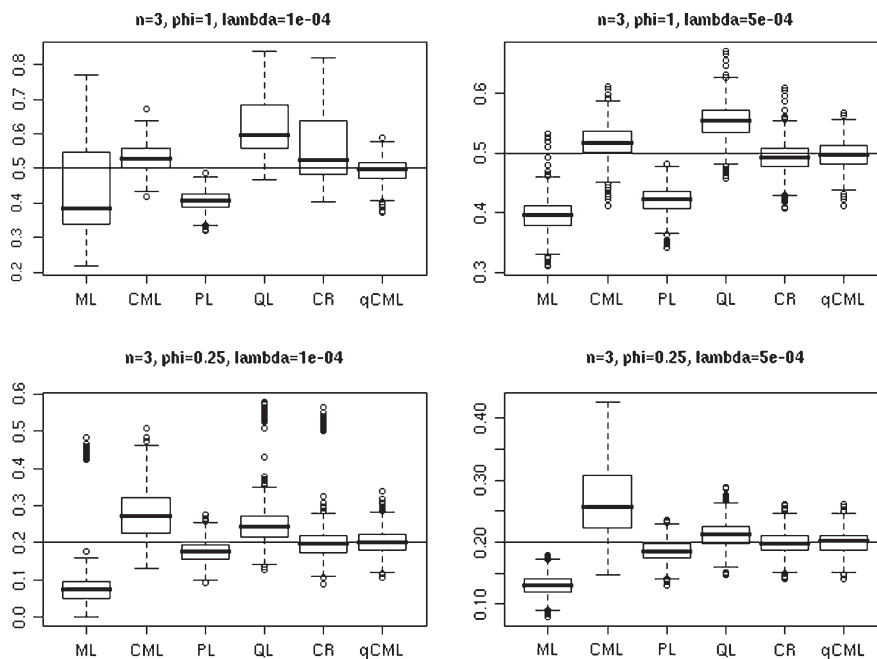 n=3, phi=1, lambda=1e-04
0.8
0.7
0.6
0.5
0.4
0.3
0.2
ML CML PL QL CR qCML
n=3, phi=1, lambda=5e-04
0.6
0.5
0.4
0.3
ML CML PL QL CR qCML
n=3, phi=0.25, lambda=1e-04
0.6
0.5
0.4
0.3
0.2
0.1
0.0
ML CML PL QL CR qCML
n=3, phi=0.25, lambda=5e-04
0.40
0.30
0.20
0.10
ML CML PL QL CR qCML